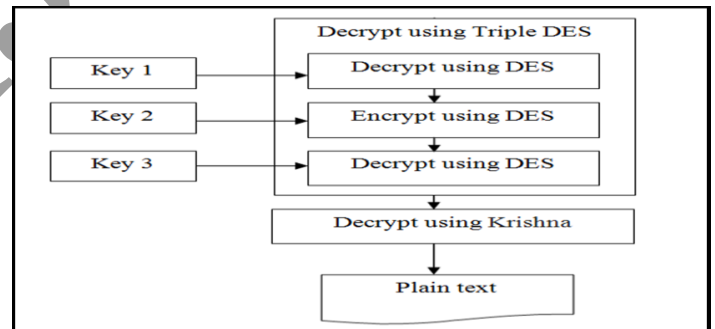 Decrypt using Triple DES
Key 1
Decrypt using DES
Key 2
Encrypt using DES
Key 3
Decrypt using DES
Decrypt using Krishna
Plain text